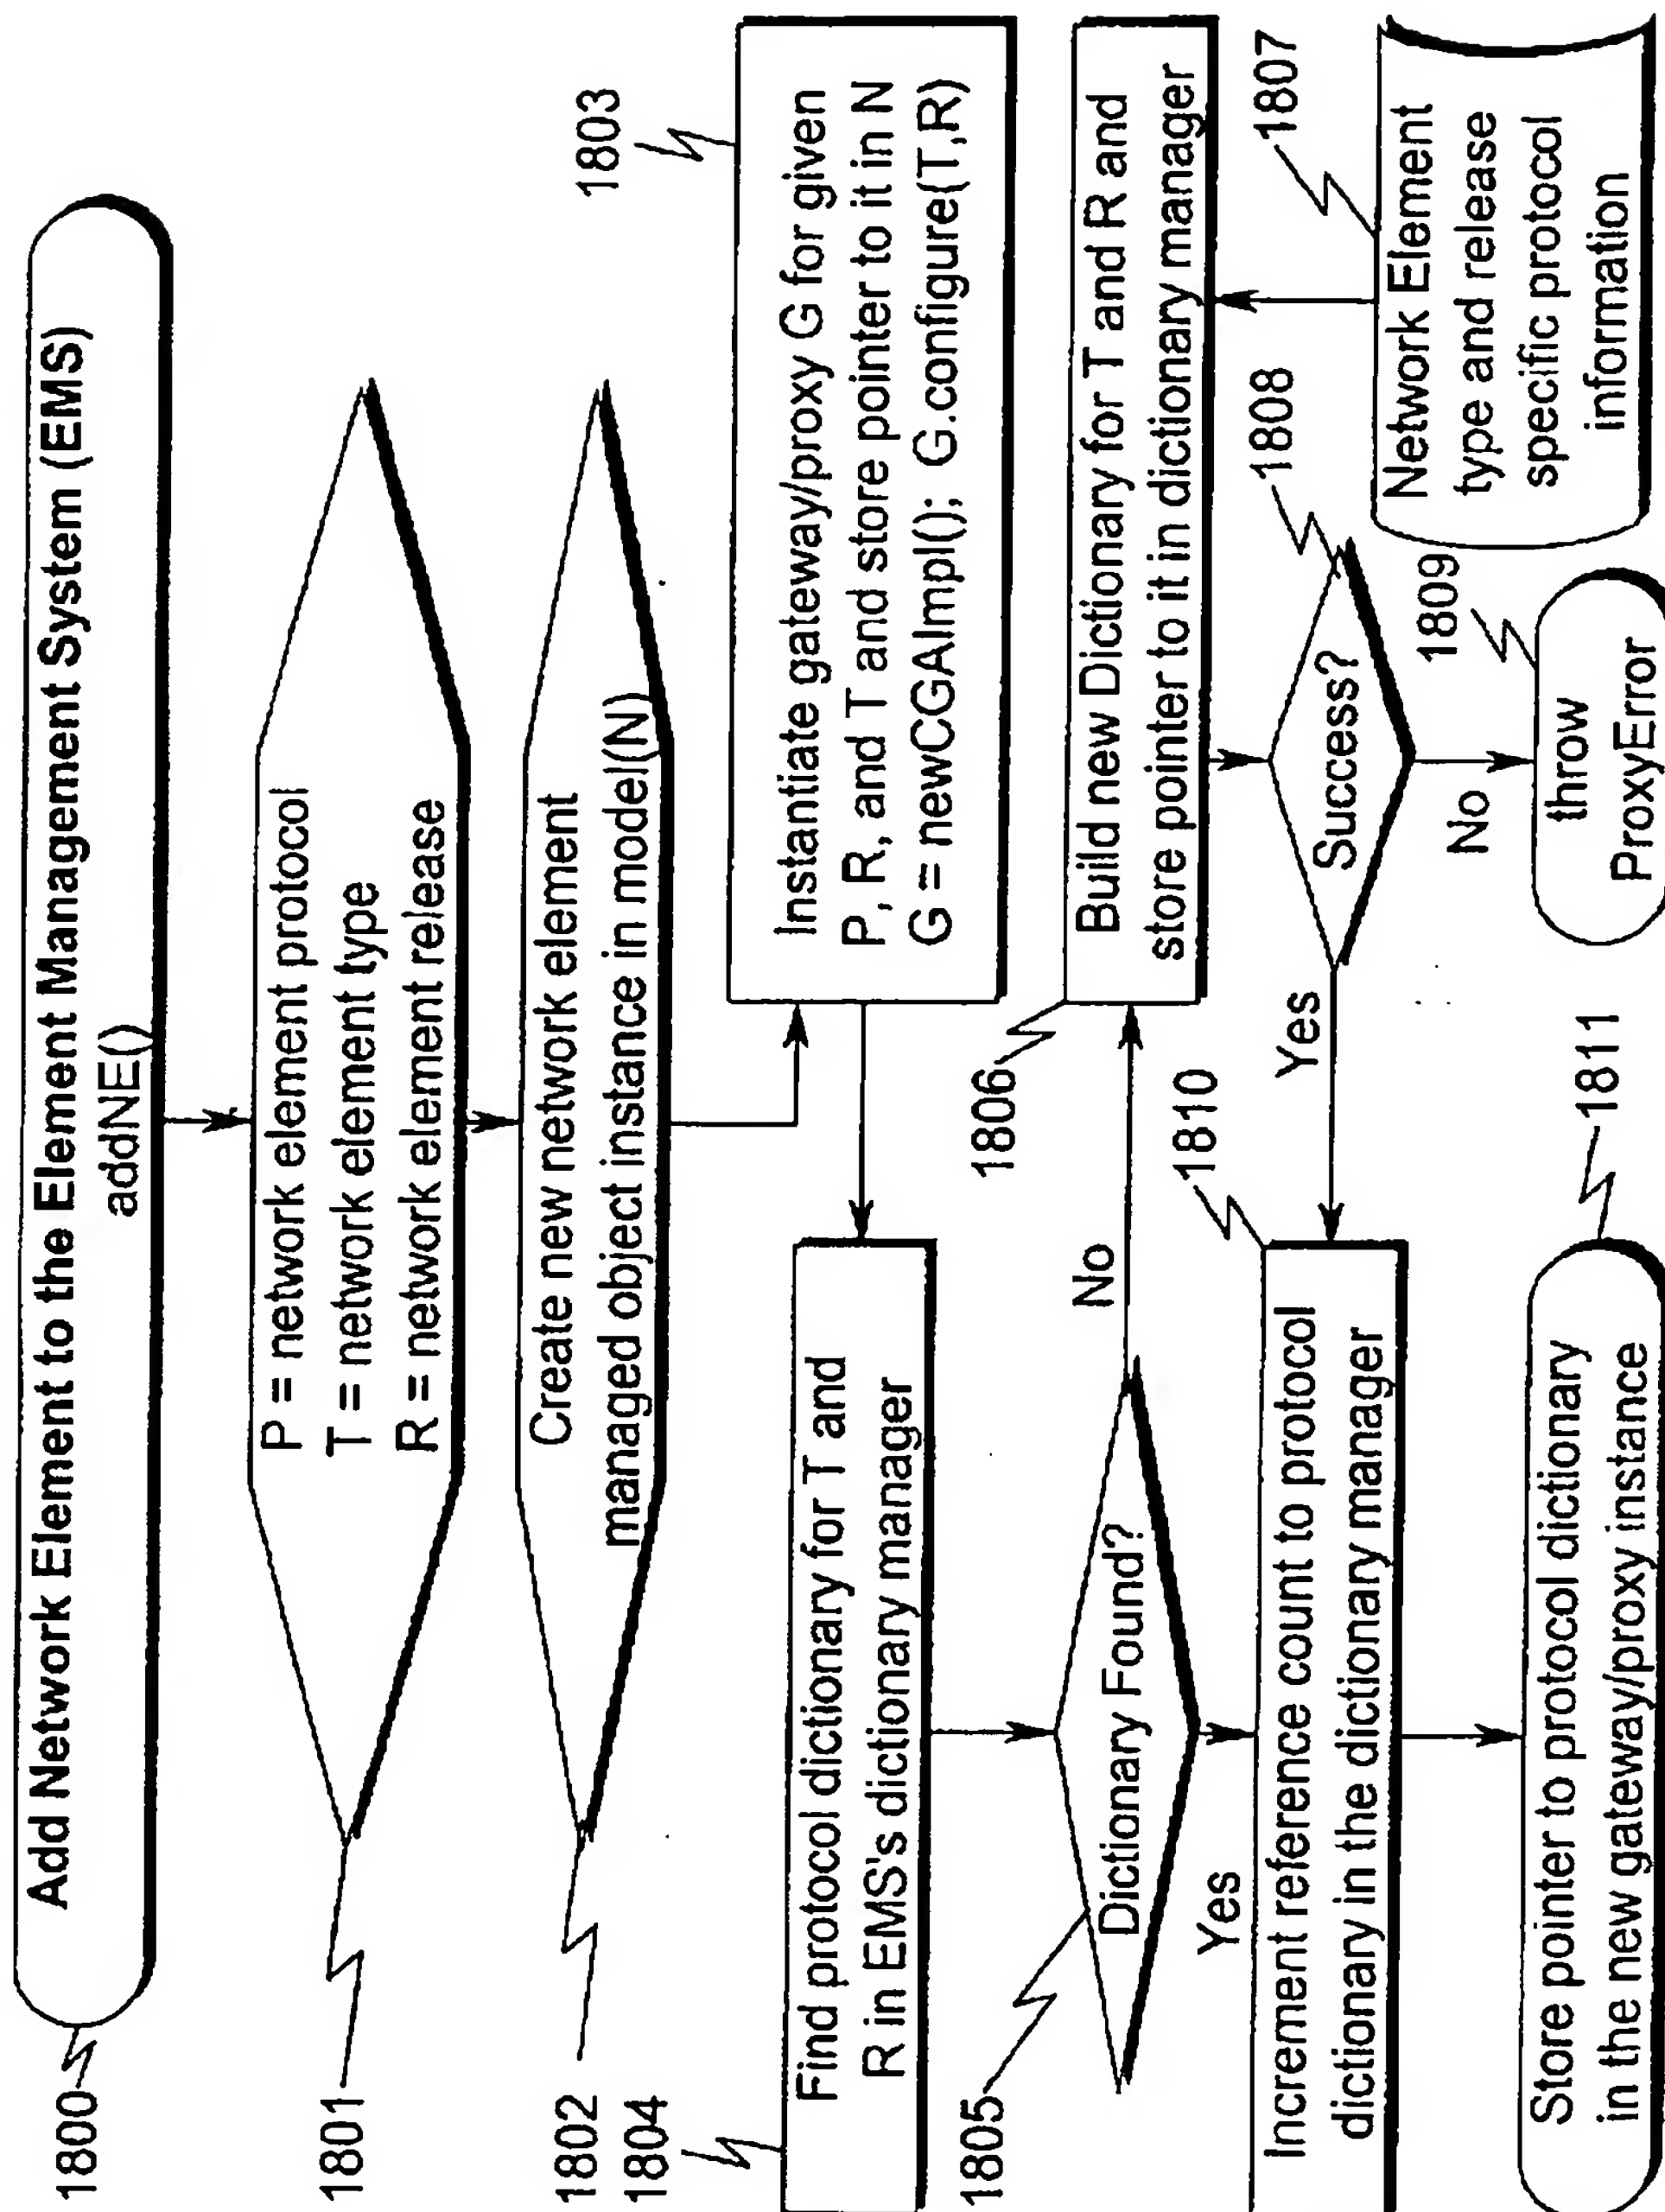 1800
Add Network Element to the Element Management System (EMS)
addNE()
1801
P = network element protocol
T = network element type
R = network element release
1802
Create new network element
managed object instance in model(N)
1803
Instantiate gateway/proxy G for given
P, R, and T and store pointer to it in N
G = newCGAImpl(); G.configure(T,R)
1804
Find protocol dictionary for T and
R in EMS's dictionary manager
1805
Dictionary Found?
No
Yes
1806
Build new Dictionary for T and R and
store pointer to it in dictionary manager
1807
Network Element
type and release
specific protocol
information
1808
Success?
Yes
No
1809
throw
ProxyError
1810
Increment reference count to protocol
dictionary in the dictionary manager
1811
Store pointer to protocol dictionary
in the new gateway/proxy instance